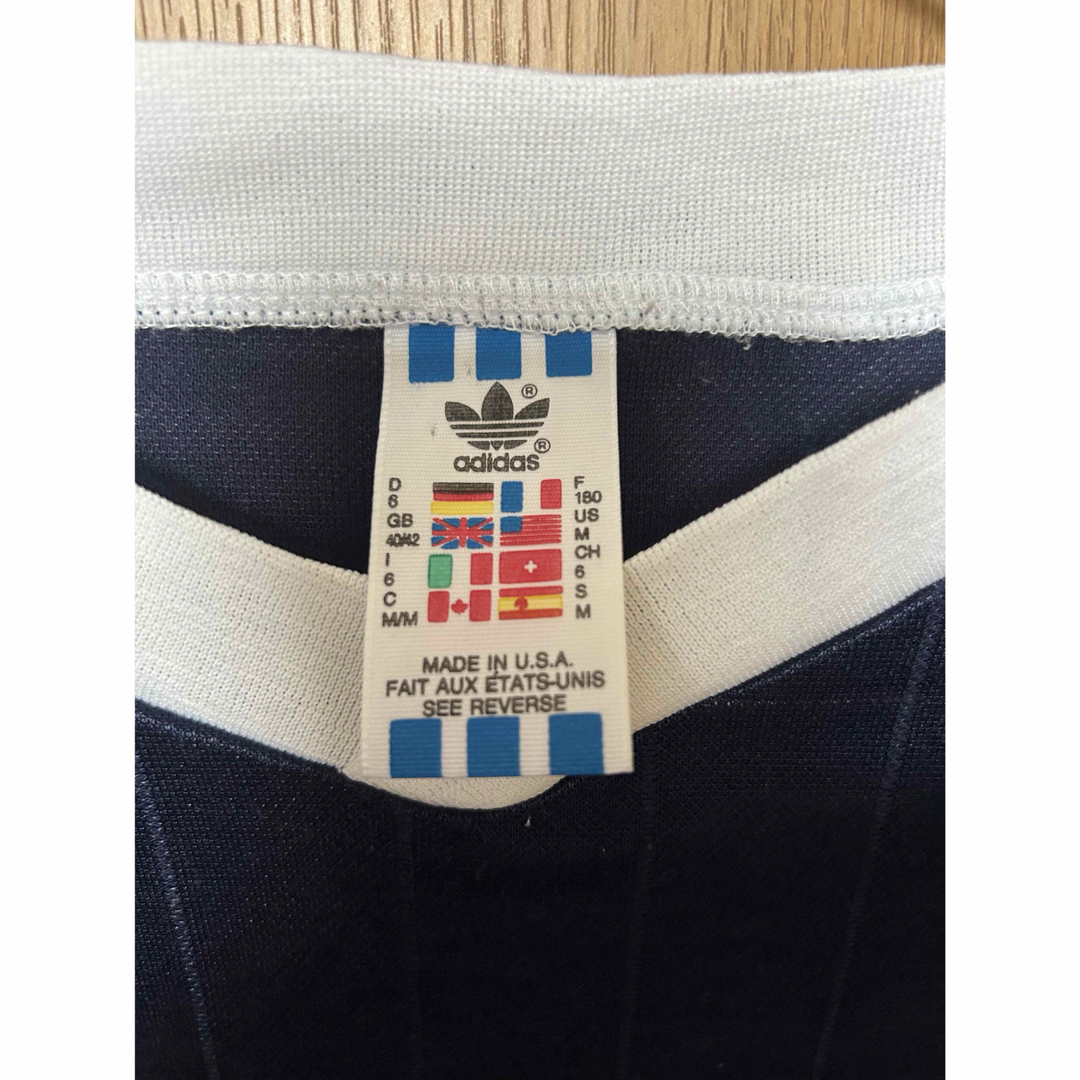 ®
®
adidas
D
6
GB
40/42
I
6
C
M/M
F
180
US
M
CH
6
S
M
MADE IN U.S.A.
FAIT AUX ÉTATS-UNIS
SEE REVERSE